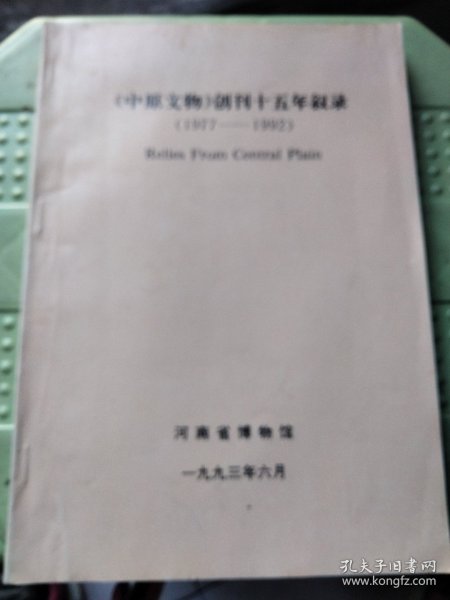 《中原文物》创刊十五年叙录
(1977——1992)
Relies From Central Plain
河南省博物馆
一九九三年六月
孔夫子旧书网
www.kongfz.com